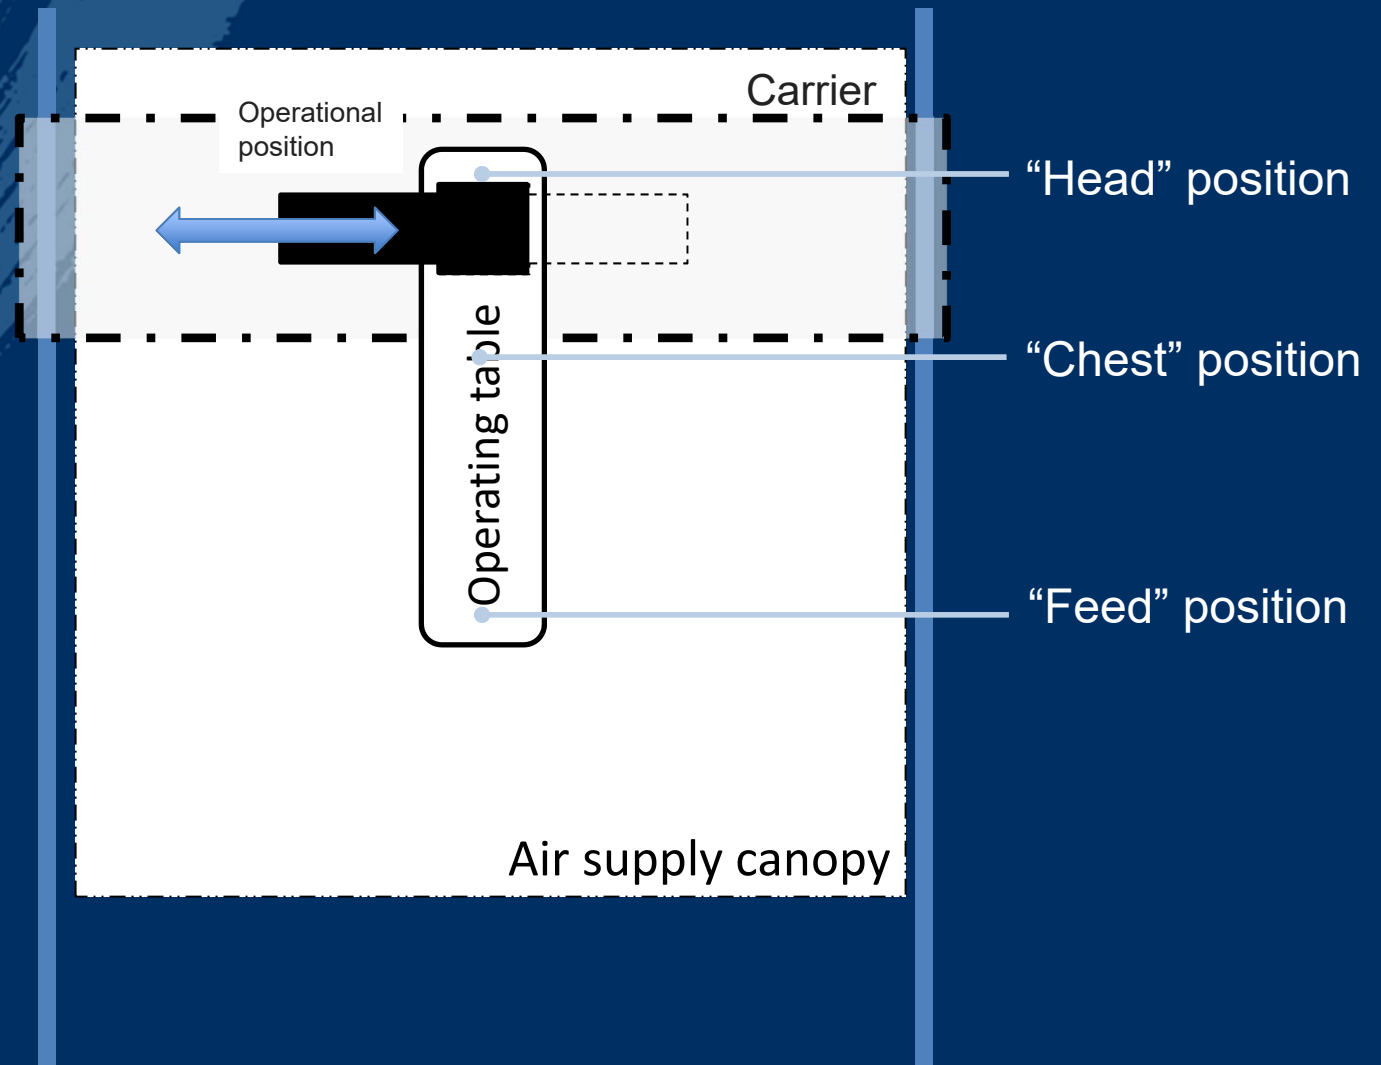 Carrier
Operational
position
“Head” position
“Chest” position
Operating table
“Feed” position
Air supply canopy